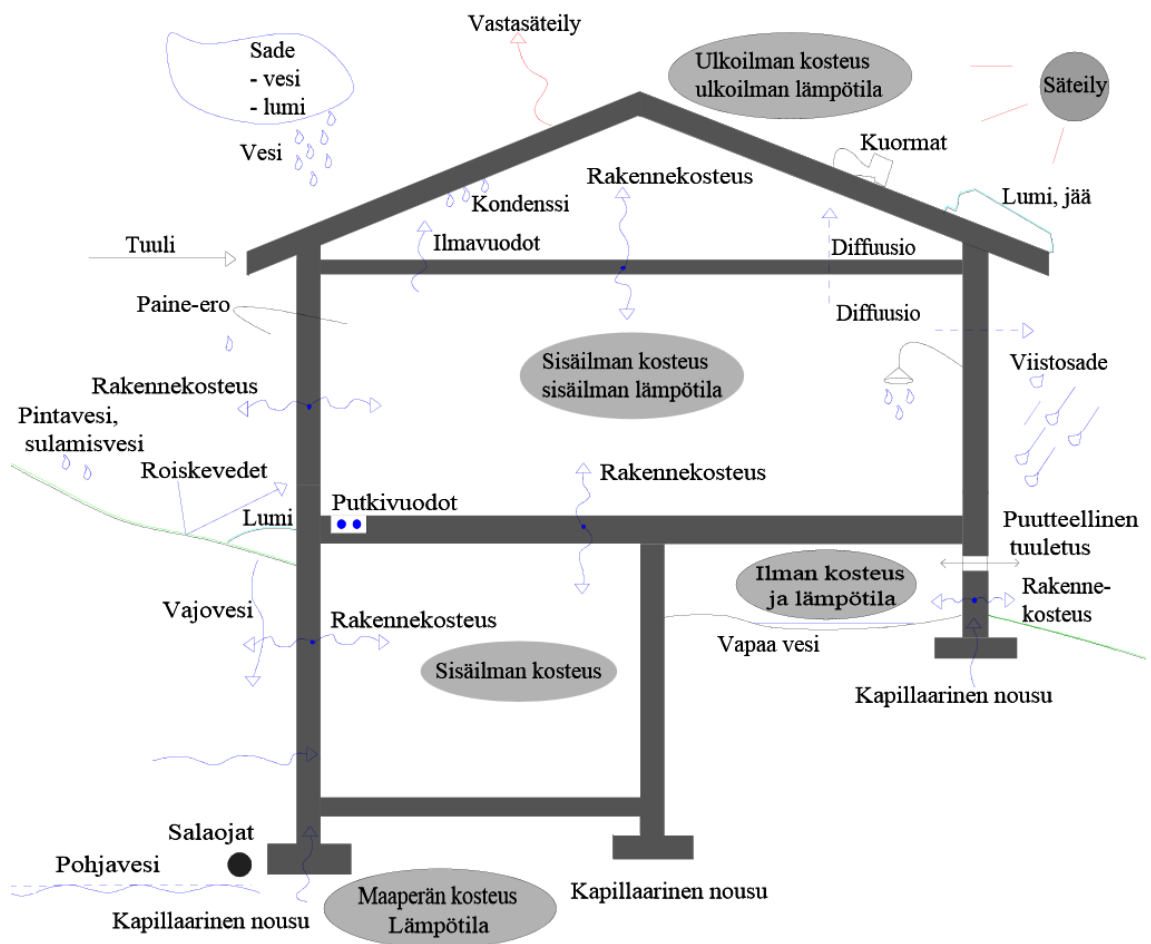 Vastasäteily
Sade
- vesi
- lumi
Ulkoilman kosteus
ulkoilman lämpötila
Säteily
Vesi
Kuormat
Rakennekosteus
Kondenssi
Lumi, jää
Tuuli
Ilmavuodot
Diffuusio
Paine-ero
Diffuusio
Sisäilman kosteus
sisäilman lämpötila
Viistosade
Rakennekosteus
Pintavesi,
sulamisvesi
Roiskevedet
Rakennekosteus
Putkivuodot
Lumi
Puutteellinen
tuuletus
Ilman kosteus
ja lämpötila
Rakenne-
kosteus
Vajovesi
Rakennekosteus
Vapaa vesi
Sisäilman kosteus
Kapillaarinen nousu
Salaojat
Pohjavesi
Kapillaarinen nousu
Maaperän kosteus
Lämpötila
Kapillaarinen nousu